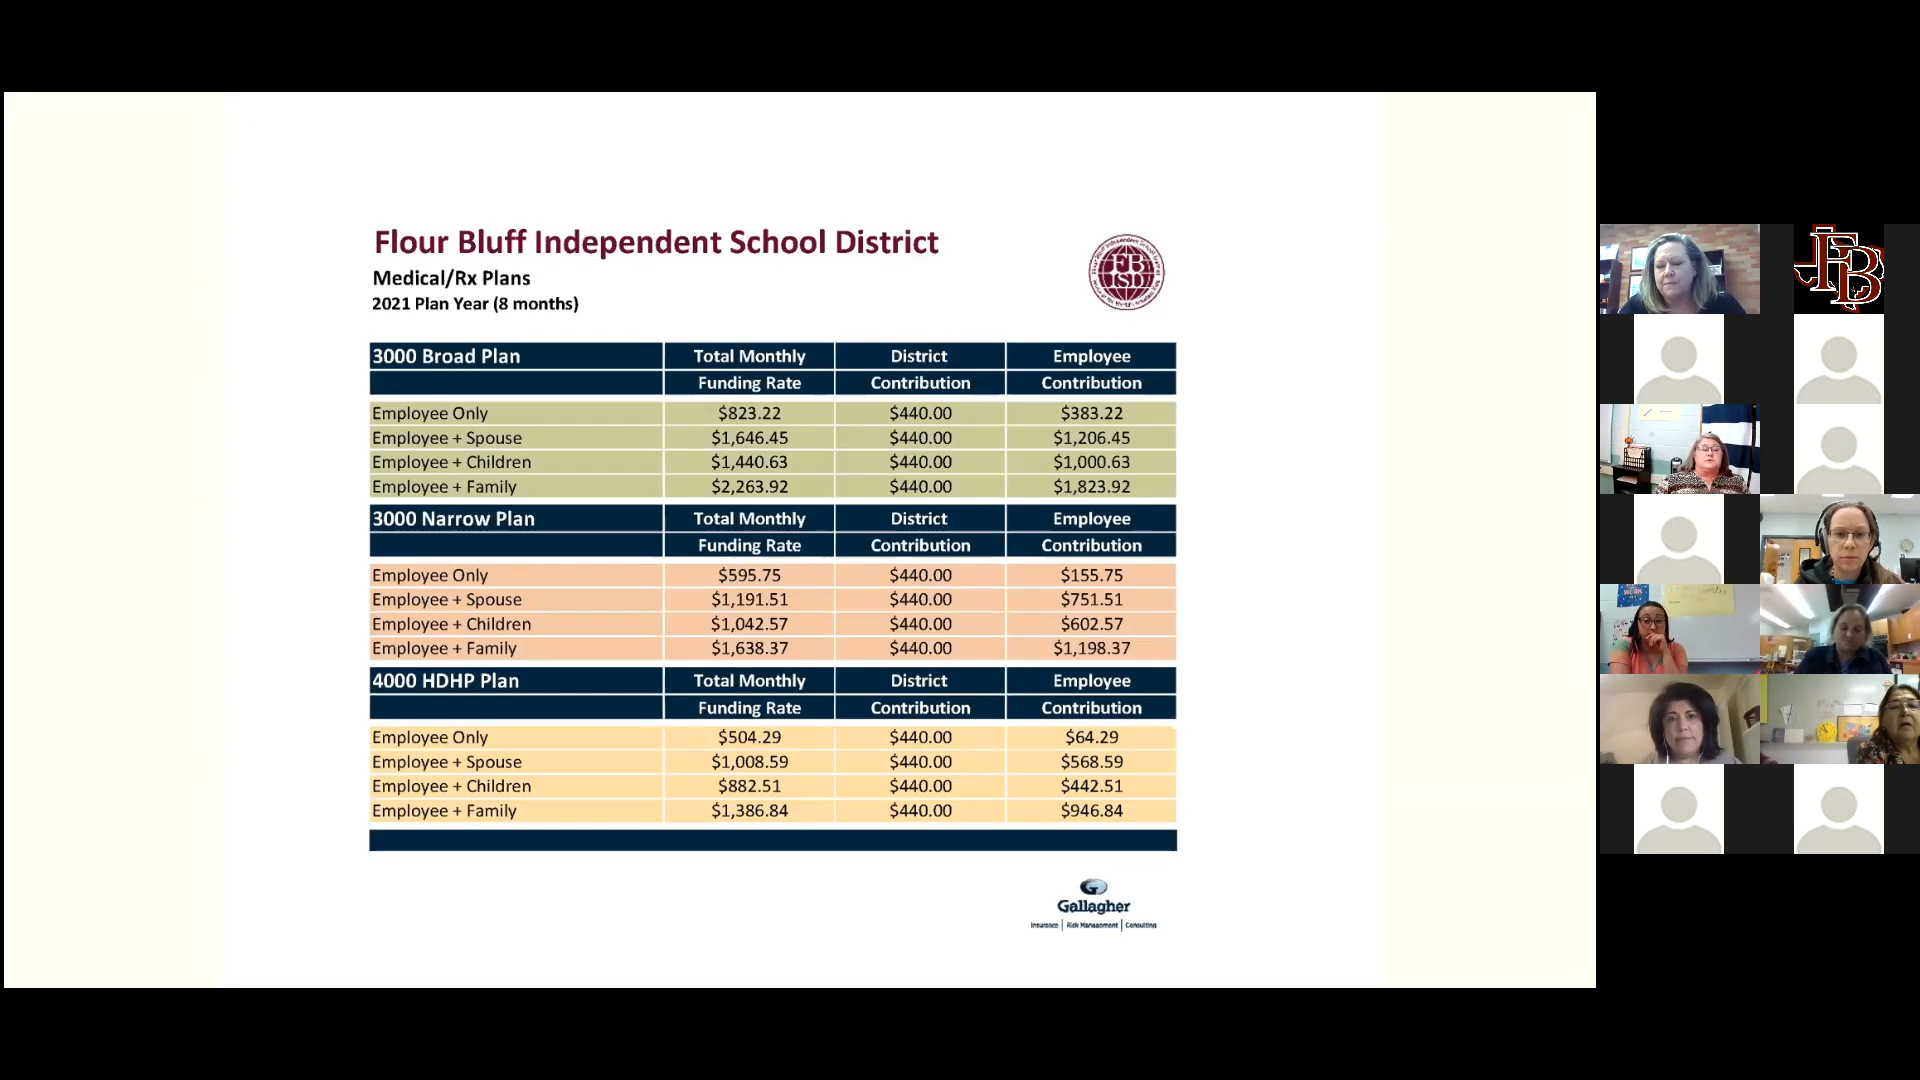 Flour Bluff Independent School District
Medical/Rx Plans
2021 Plan Year (8 months)
FB
ISD
3000 Broad Plan Total Monthly District Employee
Funding Rate Contribution Contribution
Employee Only $823.22 $440.00 $383.22
Employee + Spouse $1,646.45 $440.00 $1,206.45
Employee + Children $1,440.63 $440.00 $1,000.63
Employee + Family $2,263.92 $440.00 $1,823.92
3000 Narrow Plan Total Monthly District Employee
Funding Rate Contribution Contribution
Employee Only $595.75 $440.00 $155.75
Employee + Spouse $1,191.51 $440.00 $751.51
Employee + Children $1,042.57 $440.00 $602.57
Employee + Family $1,638.37 $440.00 $1,198.37
4000 HDHP Plan Total Monthly District Employee
Funding Rate Contribution Contribution
Employee Only $504.29 $440.00 $64.29
Employee + Spouse $1,008.59 $440.00 $568.59
Employee + Children $882.51 $440.00 $442.51
Employee + Family $1,386.84 $440.00 $946.84
G
Gallagher
Insurance | Risk Management | Consulting
FB